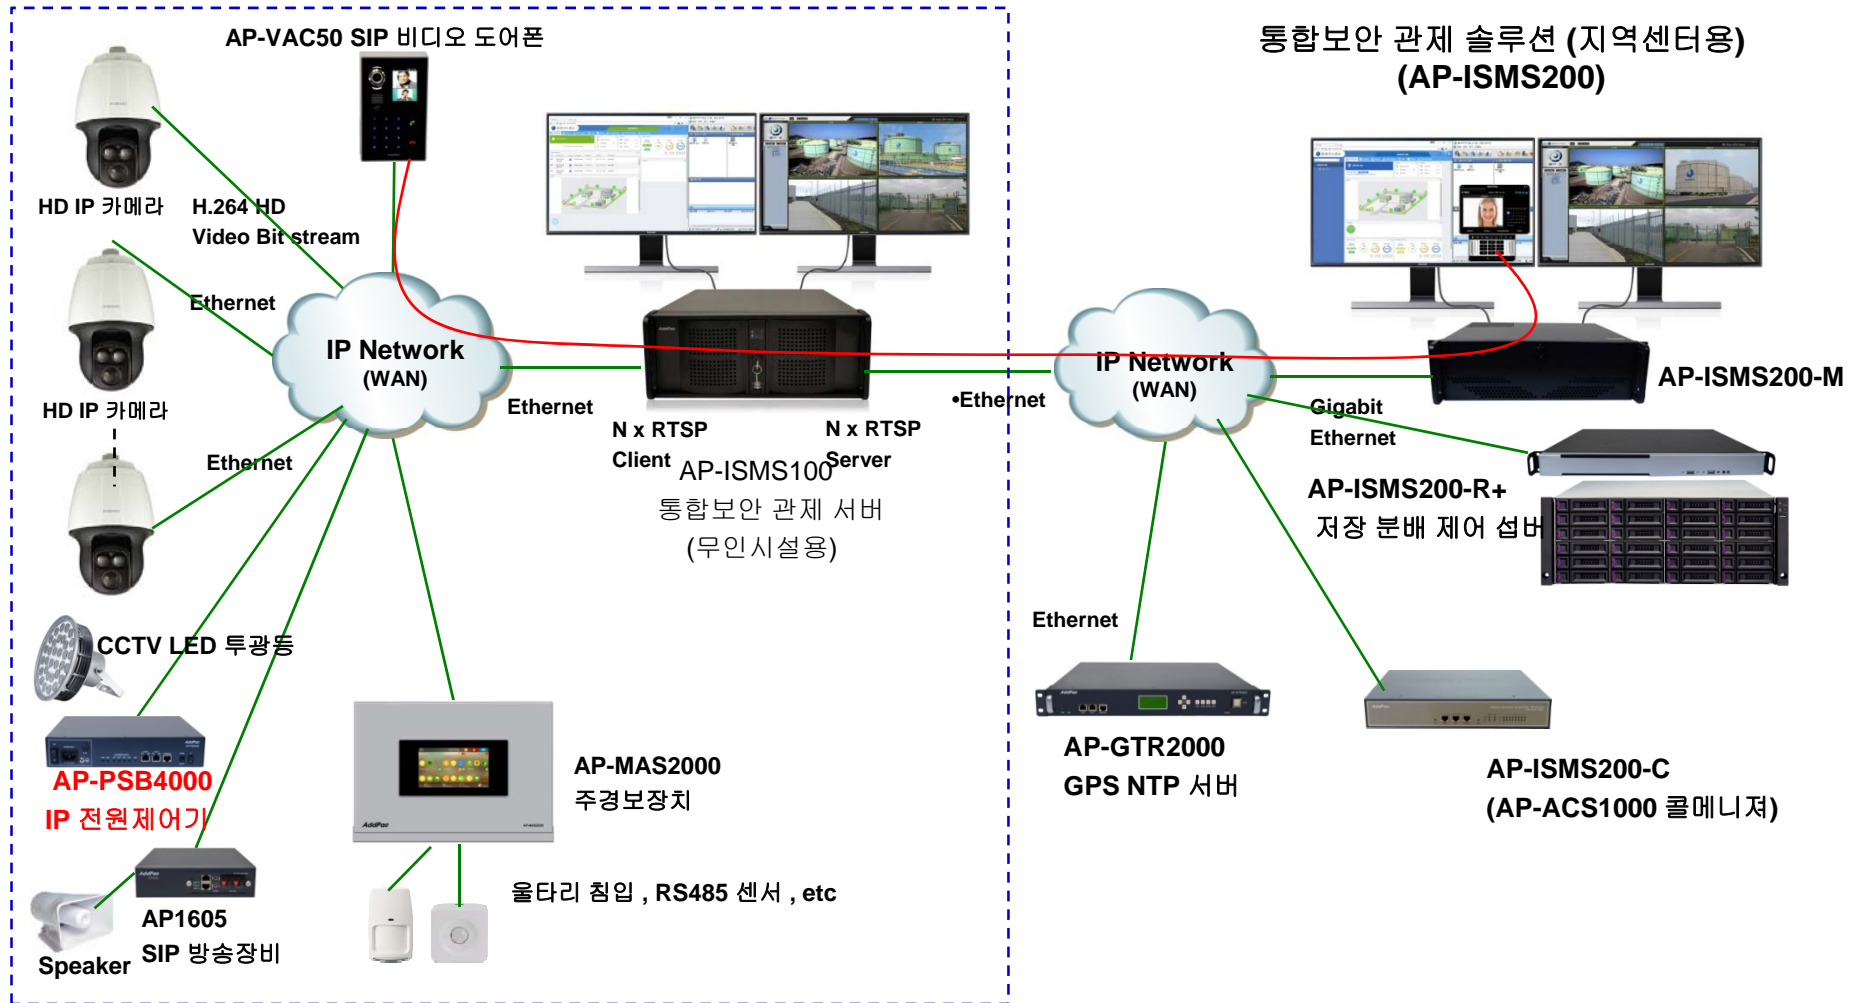 AP-VAC50 SIP 비디오 도어폰
통합보안 관제 솔루션 (지역센터용)
(AP-ISMS200)
HD IP 카메라
H.264 HD
Video Bit stream
Ethernet
IP Network
(WAN)
HD IP 카메라
Ethernet
Ethernet
N x RTSP
Client
N x RTSP
Server
AP-ISMS100
통합보안 관제 서버
(무인시설용)
•Ethernet
IP Network
(WAN)
AP-ISMS200-M
Gigabit
Ethernet
AP-ISMS200-R+
저장 분배 제어 섭버
Ethernet
CCTV LED 투광등
AP-PSB4000
IP 전원제어기
AddPac
AP-MAS2000
주경보장치
AP-GTR2000
GPS NTP 서버
AP-ISMS200-C
(AP-ACS1000 콜메니져)
울타리 침입 , RS485 센서 , etc
AP1605
SIP 방송장비
Speaker